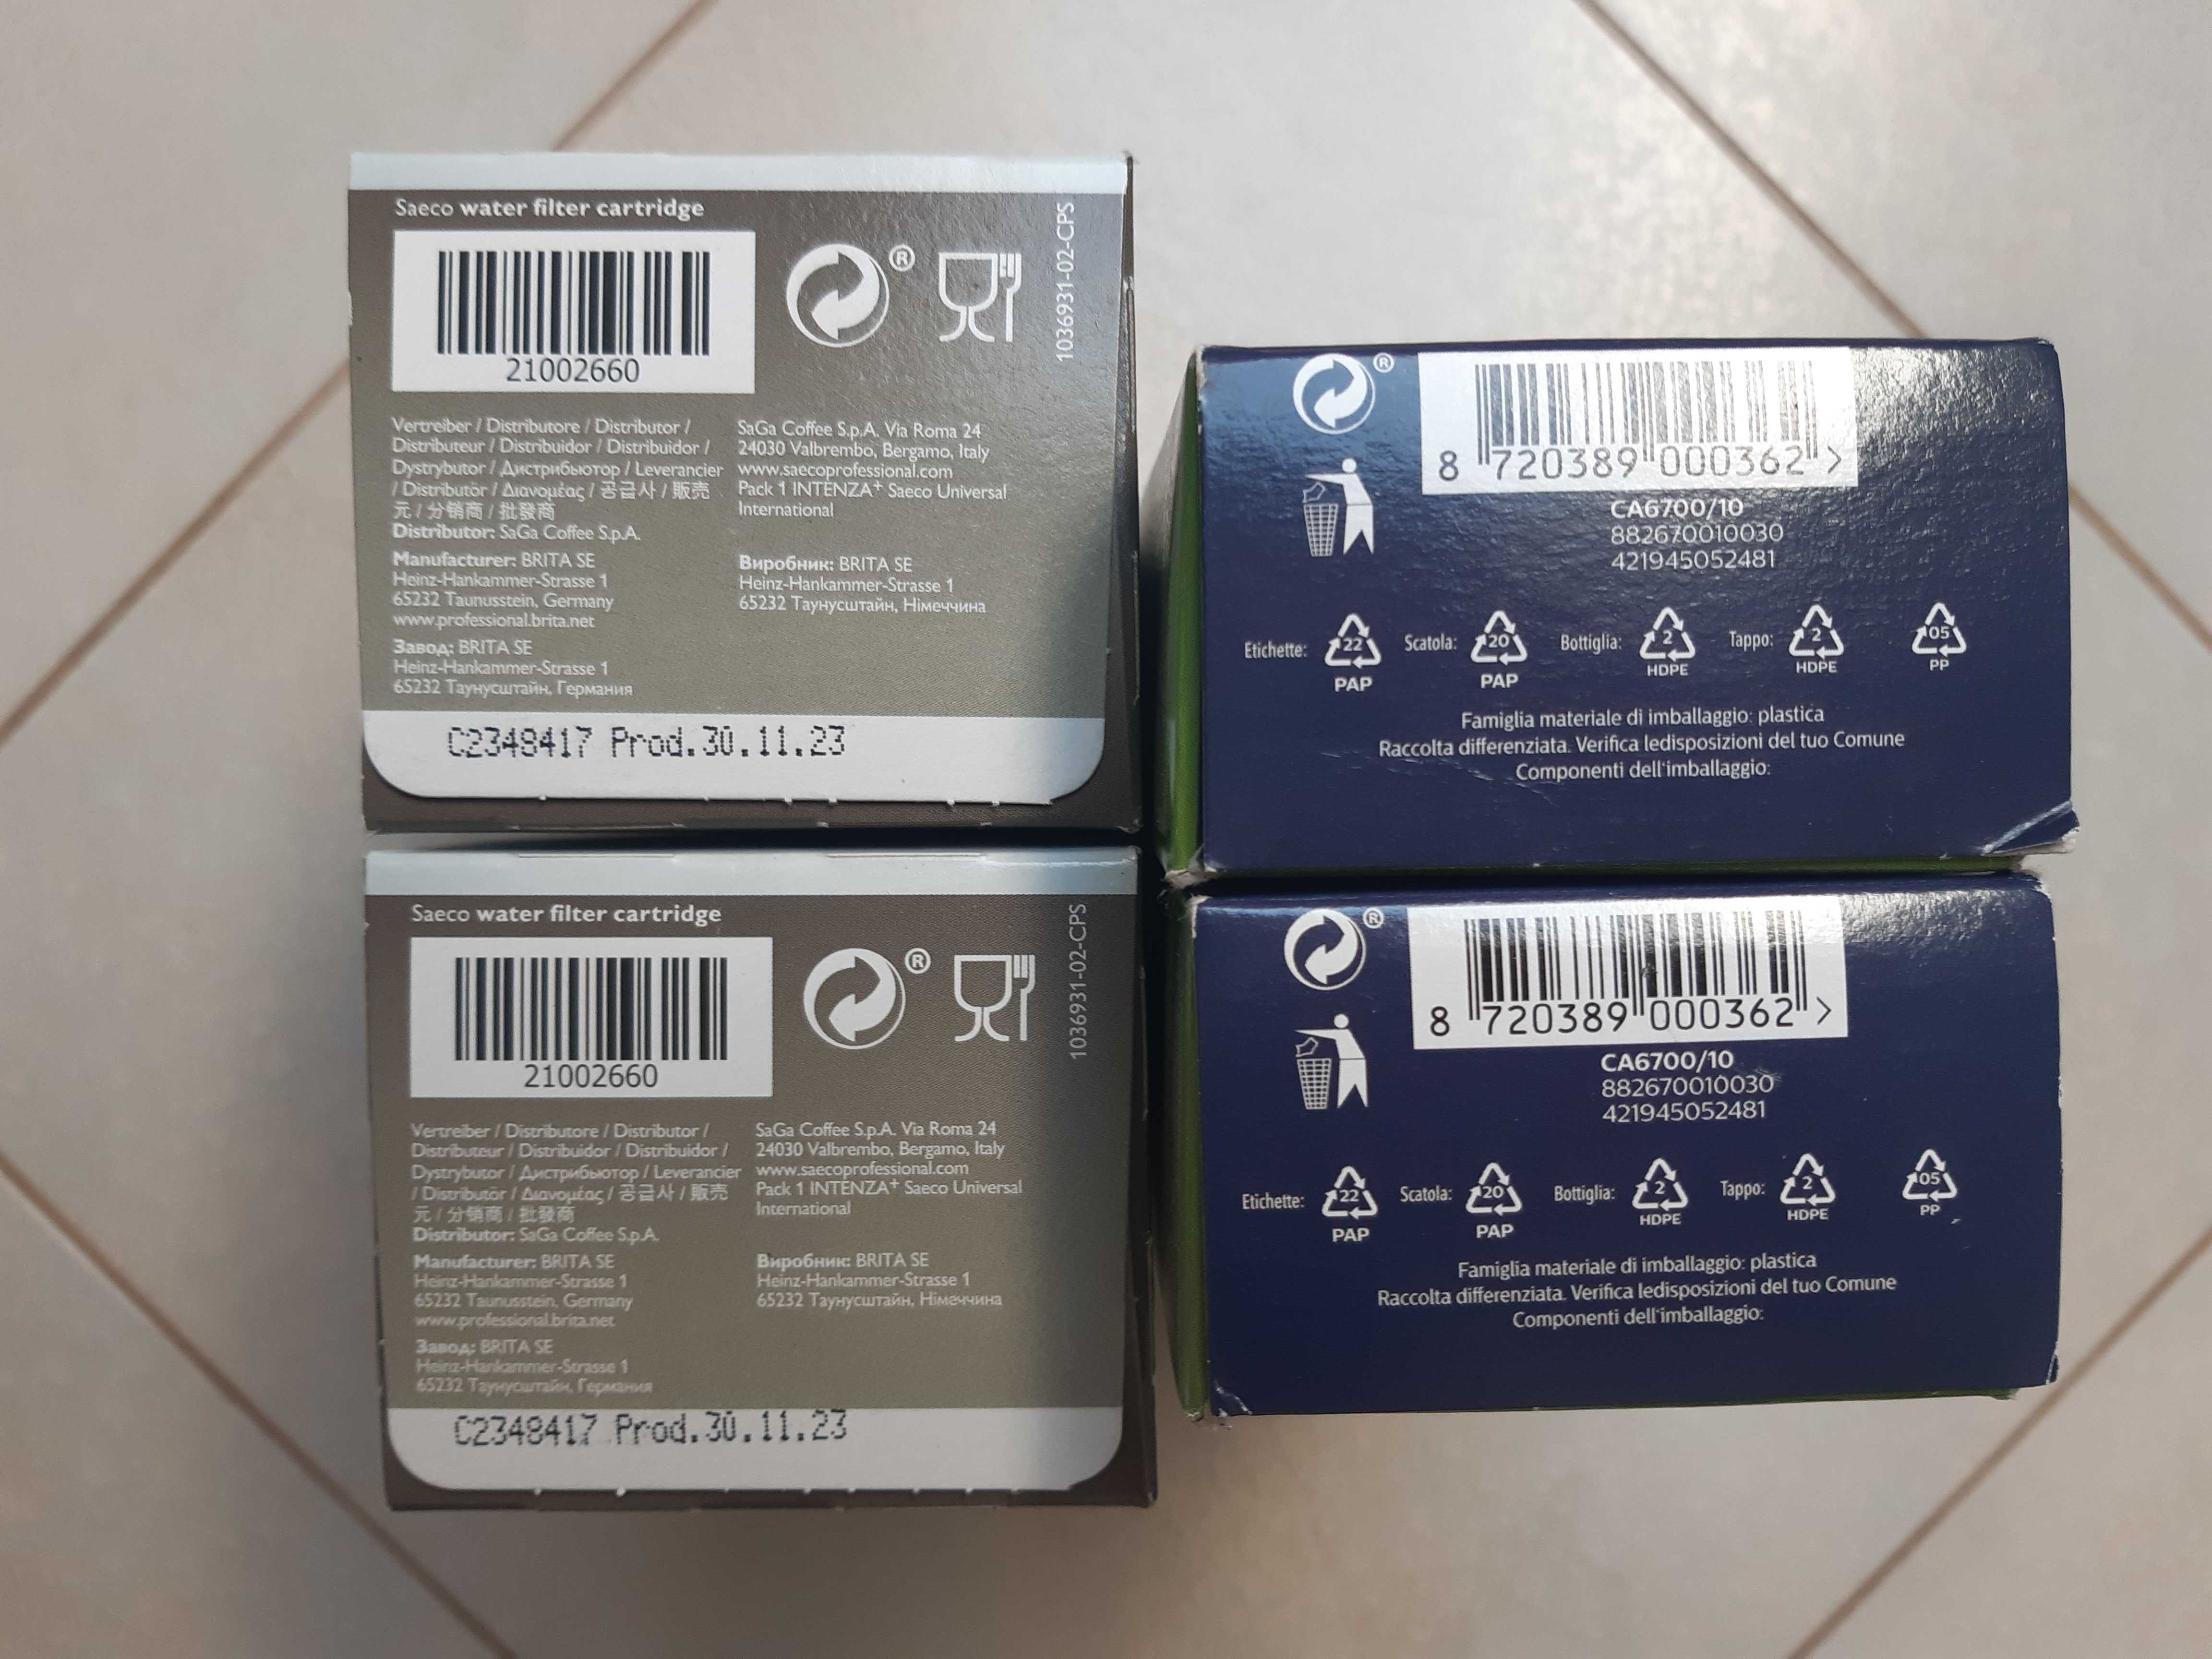 Saeco water filter cartridge
21002660
®
1036931-02-CPS
Vertreiber / Distributore / Distributor /
Distributeur / Distribuidor / Distribuidor /
Dystrybutor / Дистрибьютор / Leverancier
/ Distributör / Διανομέας / 공급사 / 販売
元 / 分销商 / 批發商
Distributor: SaGa Coffee S.p.A.
Manufacturer: BRITA SE
Heinz-Hankammer-Strasse 1
65232 Taunusstein, Germany
www.professional.brita.net
Завод: BRITA SE
Heinz-Hankammer-Strasse 1
65232 Таунусштайн, Германия
SaGa Coffee S.p.A. Via Roma 24
24030 Valbrembo, Bergamo, Italy
www.saecoprofessional.com
Pack 1 INTENZA+ Saeco Universal
International
Виробник: BRITA SE
Heinz-Hankammer-Strasse 1
65232 Таунусштайн, Німеччина
C2348417 Prod.30.11.23
®
8 720389 000362 >
CA6700/10
882670010030
421945052481
Etichette: 22 Scatola: 20 Bottiglia: 2 Tappo: 2 05
PAP PAP HDPE HDPE PP
Famiglia materiale di imballaggio: plastica
Raccolta differenziata. Verifica ledisposizioni del tuo Comune
Componenti dell'imballaggio:
Saeco water filter cartridge
21002660
®
1036931-02-CPS
Vertreiber / Distributore / Distributor /
Distributeur / Distribuidor / Distribuidor /
Dystrybutor / Дистрибьютор / Leverancier
/ Distributör / Διανομέας / 공급사 / 販売
元 / 分销商 / 批發商
Distributor: SaGa Coffee S.p.A.
Manufacturer: BRITA SE
Heinz-Hankammer-Strasse 1
65232 Taunusstein, Germany
www.professional.brita.net
Завод: BRITA SE
Heinz-Hankammer-Strasse 1
65232 Таунусштайн, Германия
SaGa Coffee S.p.A. Via Roma 24
24030 Valbrembo, Bergamo, Italy
www.saecoprofessional.com
Pack 1 INTENZA+ Saeco Universal
International
Виробник: BRITA SE
Heinz-Hankammer-Strasse 1
65232 Таунусштайн, Німеччина
C2348417 Prod.30.11.23
®
8 720389 000362 >
CA6700/10
882670010030
421945052481
Etichette: 22 Scatola: 20 Bottiglia: 2 Tappo: 2 05
PAP PAP HDPE HDPE PP
Famiglia materiale di imballaggio: plastica
Raccolta differenziata. Verifica ledisposizioni del tuo Comune
Componenti dell'imballaggio: